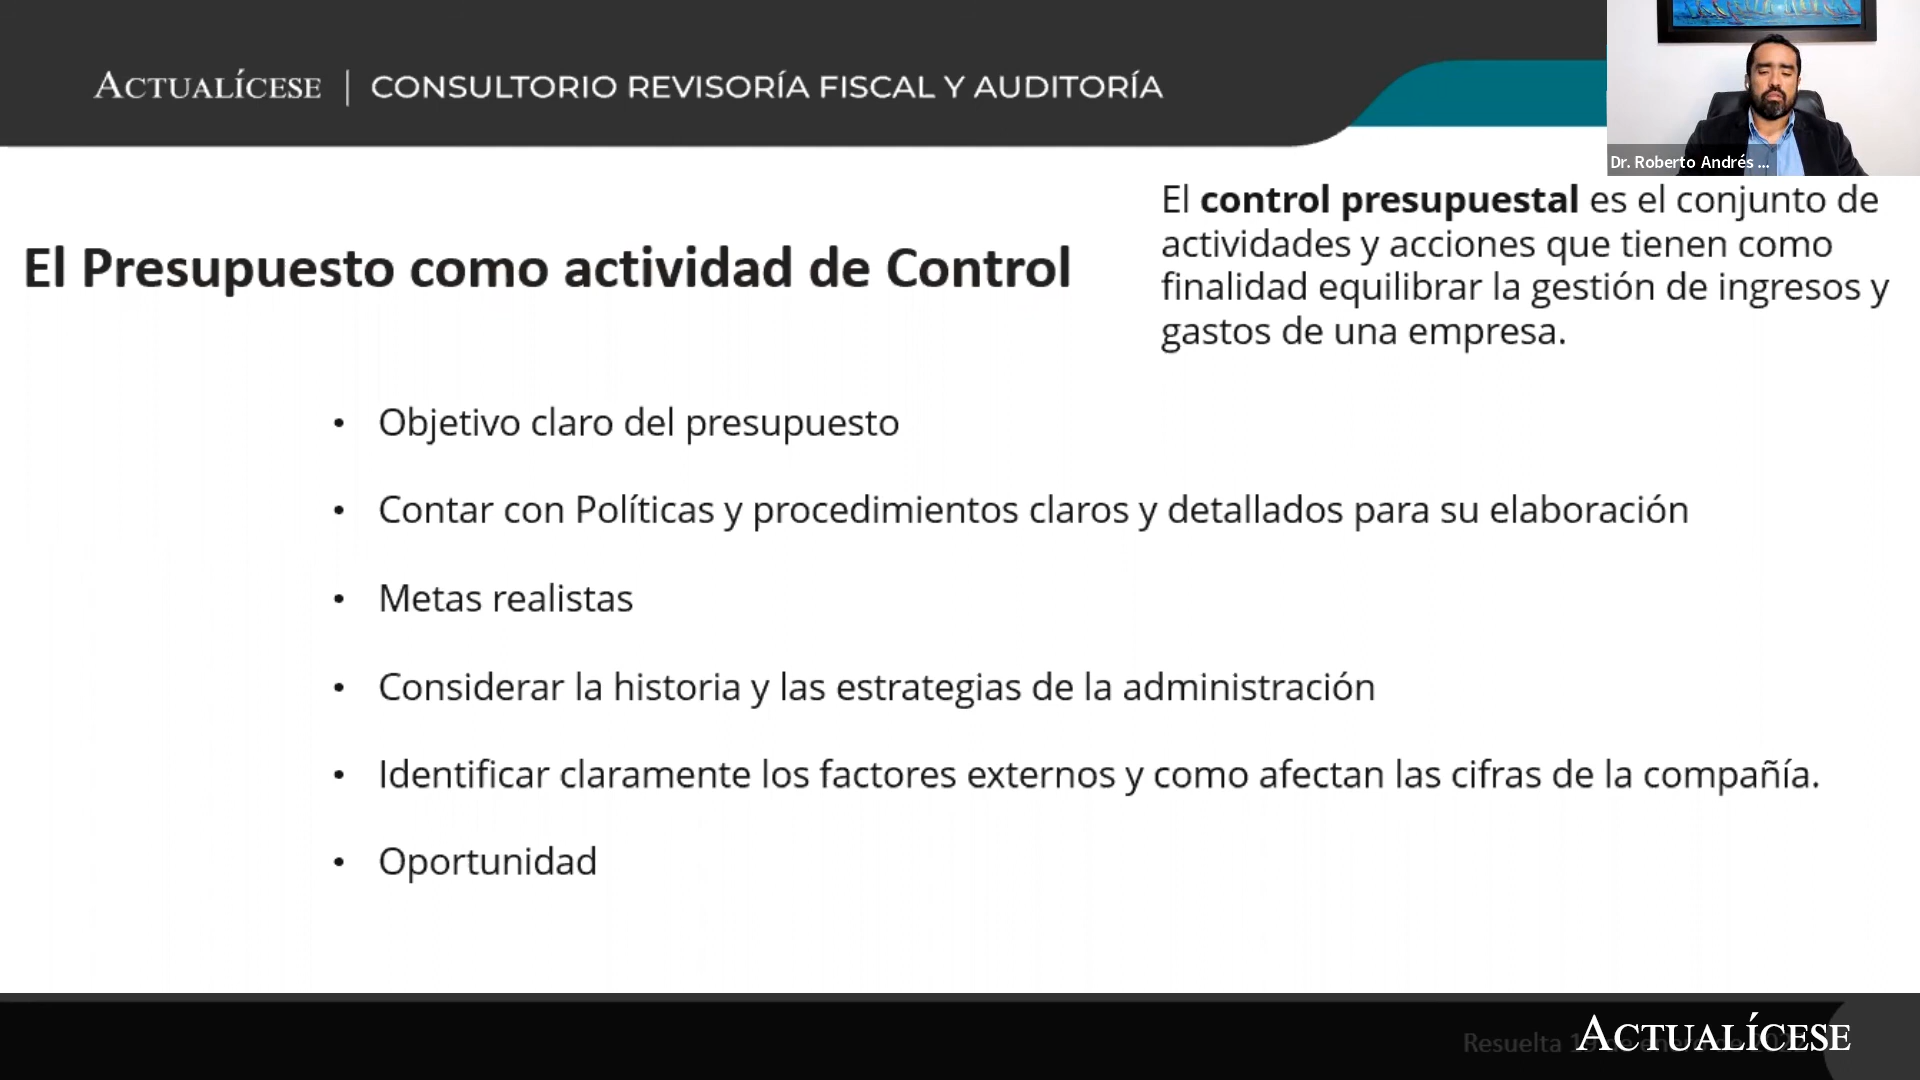 ACTUALÍCESE | CONSULTORIO REVISORÍA FISCAL Y AUDITORÍA
Dr. Roberto Andrés ...
El Presupuesto como actividad de Control
El control presupuestal es el conjunto de
actividades y acciones que tienen como
finalidad equilibrar la gestión de ingresos y
gastos de una empresa.
• Objetivo claro del presupuesto
• Contar con Políticas y procedimientos claros y detallados para su elaboración
• Metas realistas
• Considerar la historia y las estrategias de la administración
• Identificar claramente los factores externos y como afectan las cifras de la compañía.
• Oportunidad
Resuelta
ACTUALÍCESE